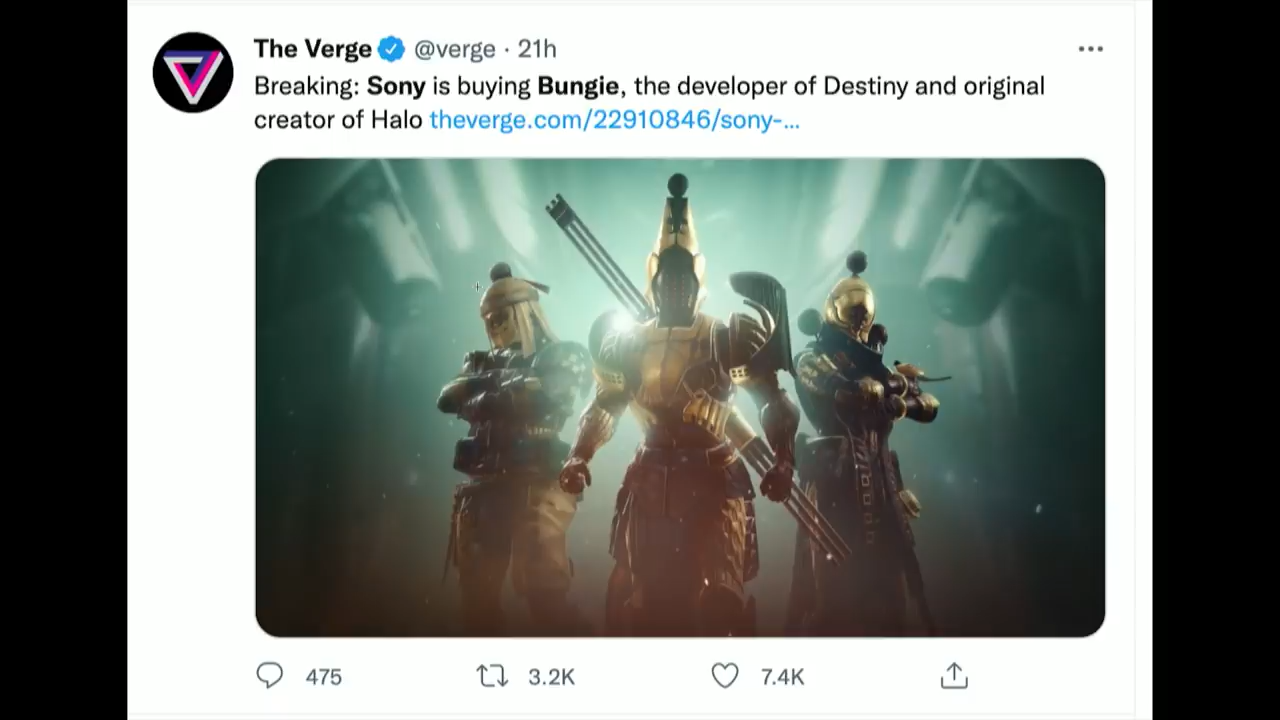 The Verge @verge · 21h
Breaking: Sony is buying Bungie, the developer of Destiny and original
creator of Halo theverge.com/22910846/sony-...
475 3.2K 7.4K